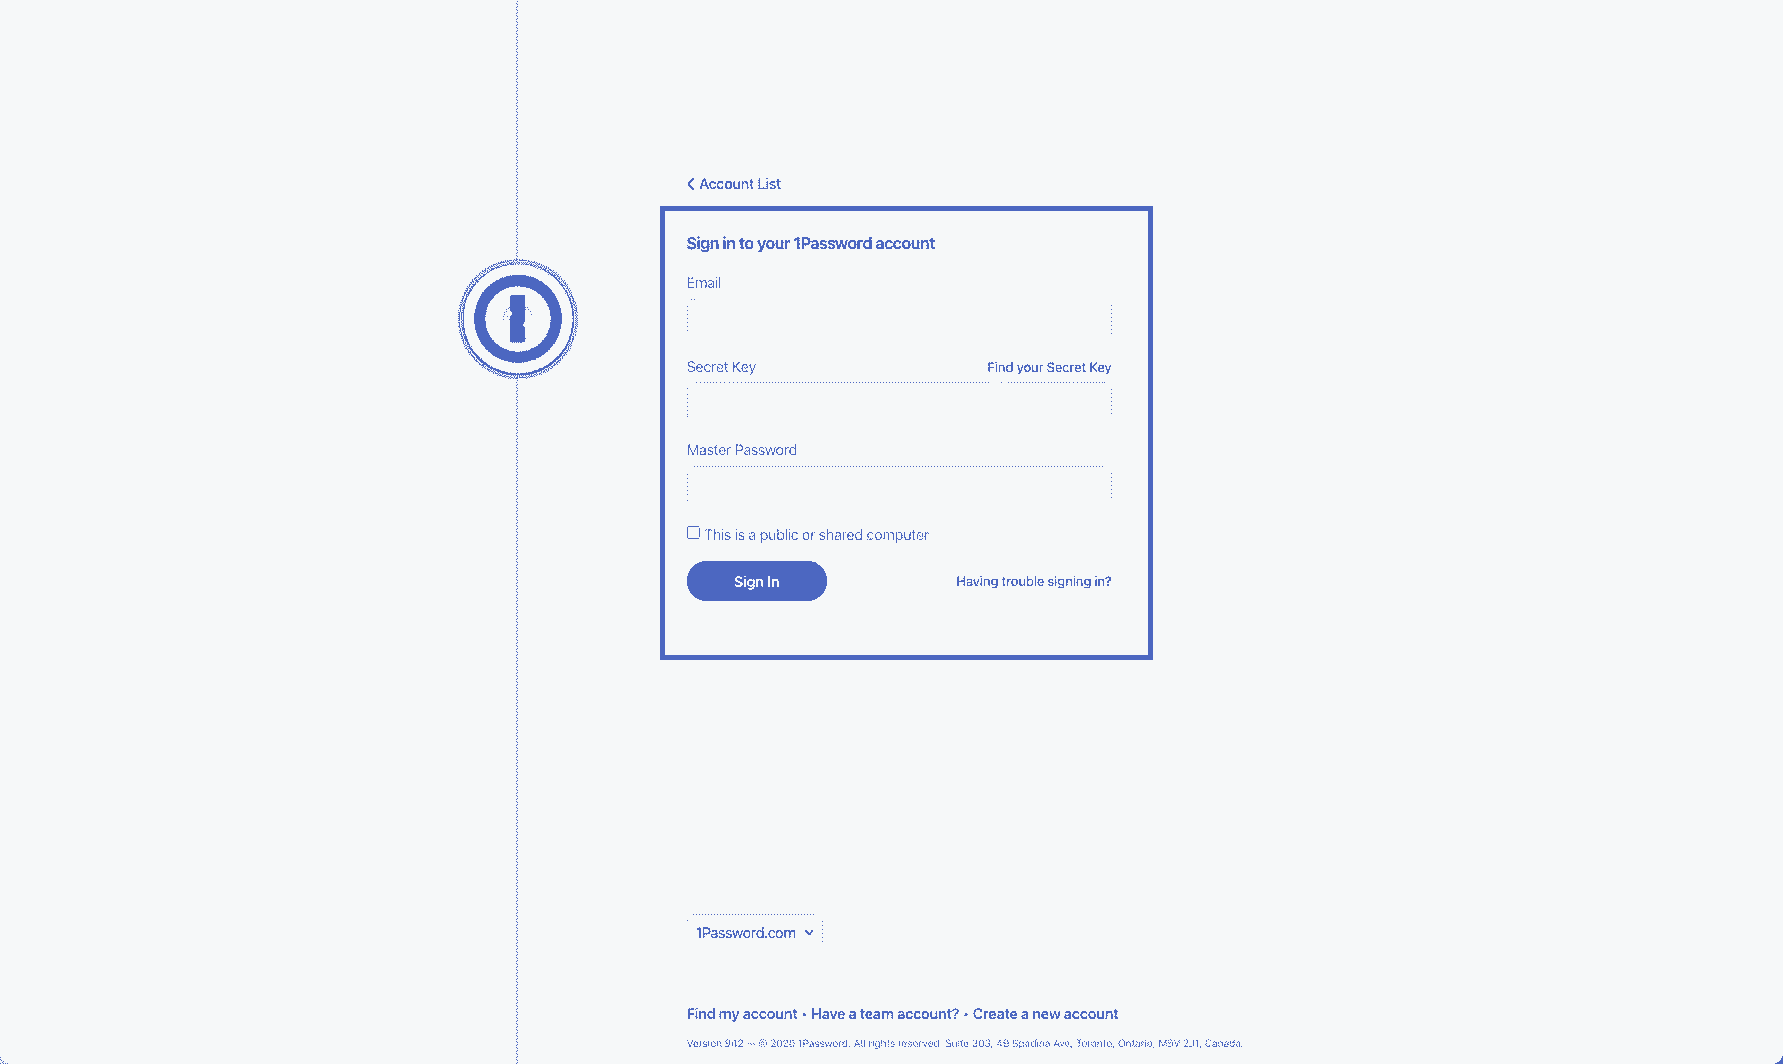 Account List
Sign in to your 1Password account
Email
Secret Key Find your Secret Key
Master Password
This is a public or shared computer
Sign In Having trouble signing in?
1Password.com
Find my account • Have a team account? • Create a new account
Version 942 — © 2020 1Password. All rights reserved. Suite 303, 49 Spadina Ave, Toronto, Ontario, M5V 2J1, Canada.